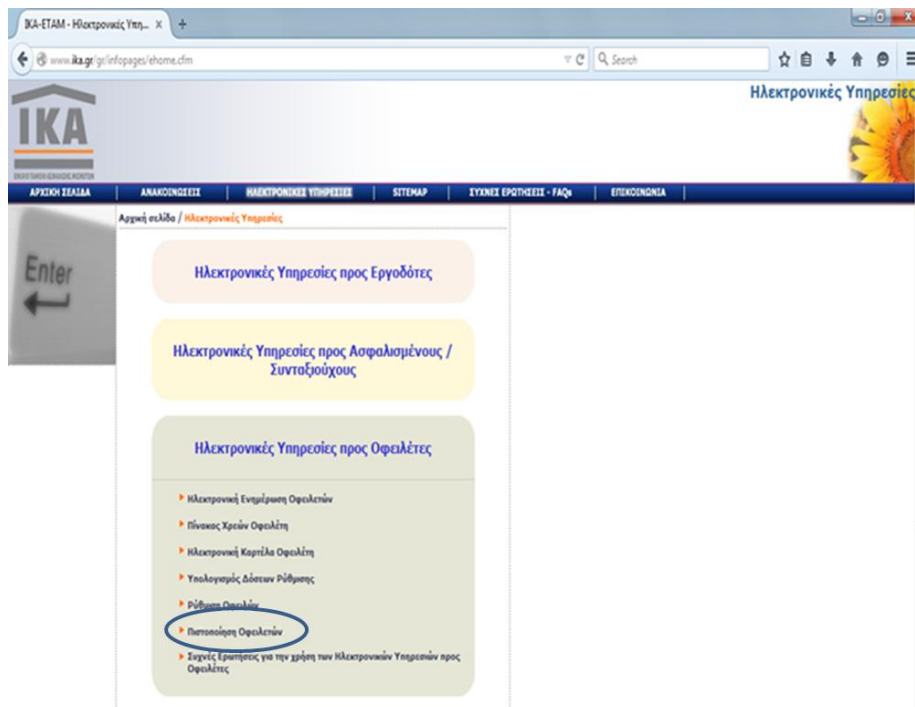 IKA-ETAM - Ηλεκτρονικές Υπη...
www.ika.gr/gr/infopages/ehome.cfm
Search
Ηλεκτρονικές Υπηρεσίες
IKA
ΑΡΧΙΚΗ ΣΕΛΙΔΑ
ΑΝΑΚΟΙΝΩΣΕΙΣ
ΗΛΕΚΤΡΟΝΙΚΕΣ ΥΠΗΡΕΣΙΕΣ
SITEMAP
ΣΥΧΝΕΣ ΕΡΩΤΗΣΕΙΣ - FAQs
ΕΠΙΚΟΙΝΩΝΙΑ
Αρχική σελίδα / Ηλεκτρονικές Υπηρεσίες
Enter
Ηλεκτρονικές Υπηρεσίες προς Εργοδότες
Ηλεκτρονικές Υπηρεσίες προς Ασφαλισμένους /
Συνταξιούχους
Ηλεκτρονικές Υπηρεσίες προς Οφειλέτες
Ηλεκτρονική Ενημέρωση Οφειλετών
Πίνακας Χρεών Οφειλέτη
Ηλεκτρονική Καρτέλα Οφειλέτη
Υπολογισμός Δόσεων Ρύθμισης
Ρύθμιση Οφειλών
Πιστοποίηση Οφειλετών
Συχνές Ερωτήσεις για την χρήση των Ηλεκτρονικών Υπηρεσιών προς
Οφειλέτες